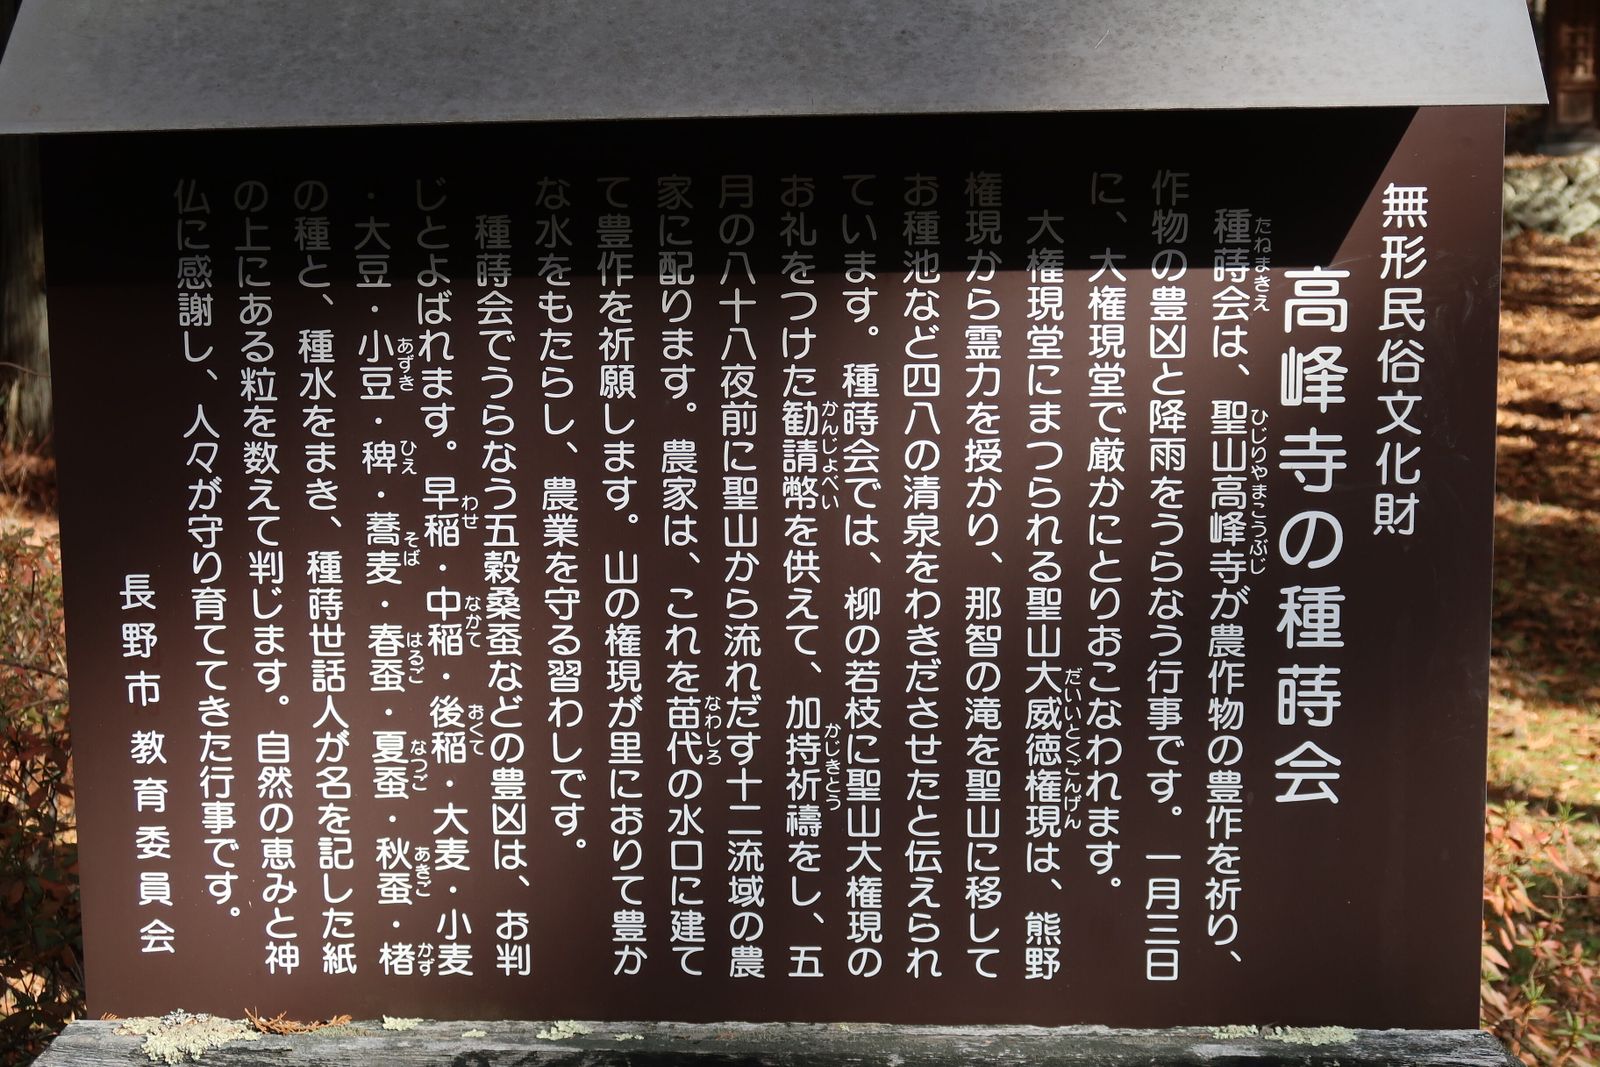 無形民俗文化財
高峰寺の種蒔会
種蒔会は、聖山高峰寺が農作物の豊作を祈り、
作物の豊凶と降雨をうらなう行事です。一月三日
に、大権現堂で厳かにとりおこなわれます。
大権現堂にまつられる聖山大威徳権現は、熊野
権現から霊力を授かり、那智の滝を聖山に移して
お種池など四八の清泉をわきださせたと伝えられ
ています。種蒔会では、柳の若枝に聖山大権現の
お礼をつけた勧請幣を供えて、加持祈禱をし、五
月の八十八夜前に聖山から流れだす十二流域の農
家に配ります。農家は、これを苗代の水口に建て
て豊作を祈願します。山の権現が里におりて豊か
な水をもたらし、農業を守る習わしです。
種蒔会でうらなう五穀桑蚕などの豊凶は、お判
じとよばれます。早稲・中稲・後稲・大麦・小麦
・大豆・小豆・稗・蕎麦・春蚕・夏蚕・秋蚕・楮
の種と、種水をまき、種蒔世話人が名を記した紙
の上にある粒を数えて判じます。自然の恵みと神
仏に感謝し、人々が守り育ててきた行事です。
長野市教育委員会